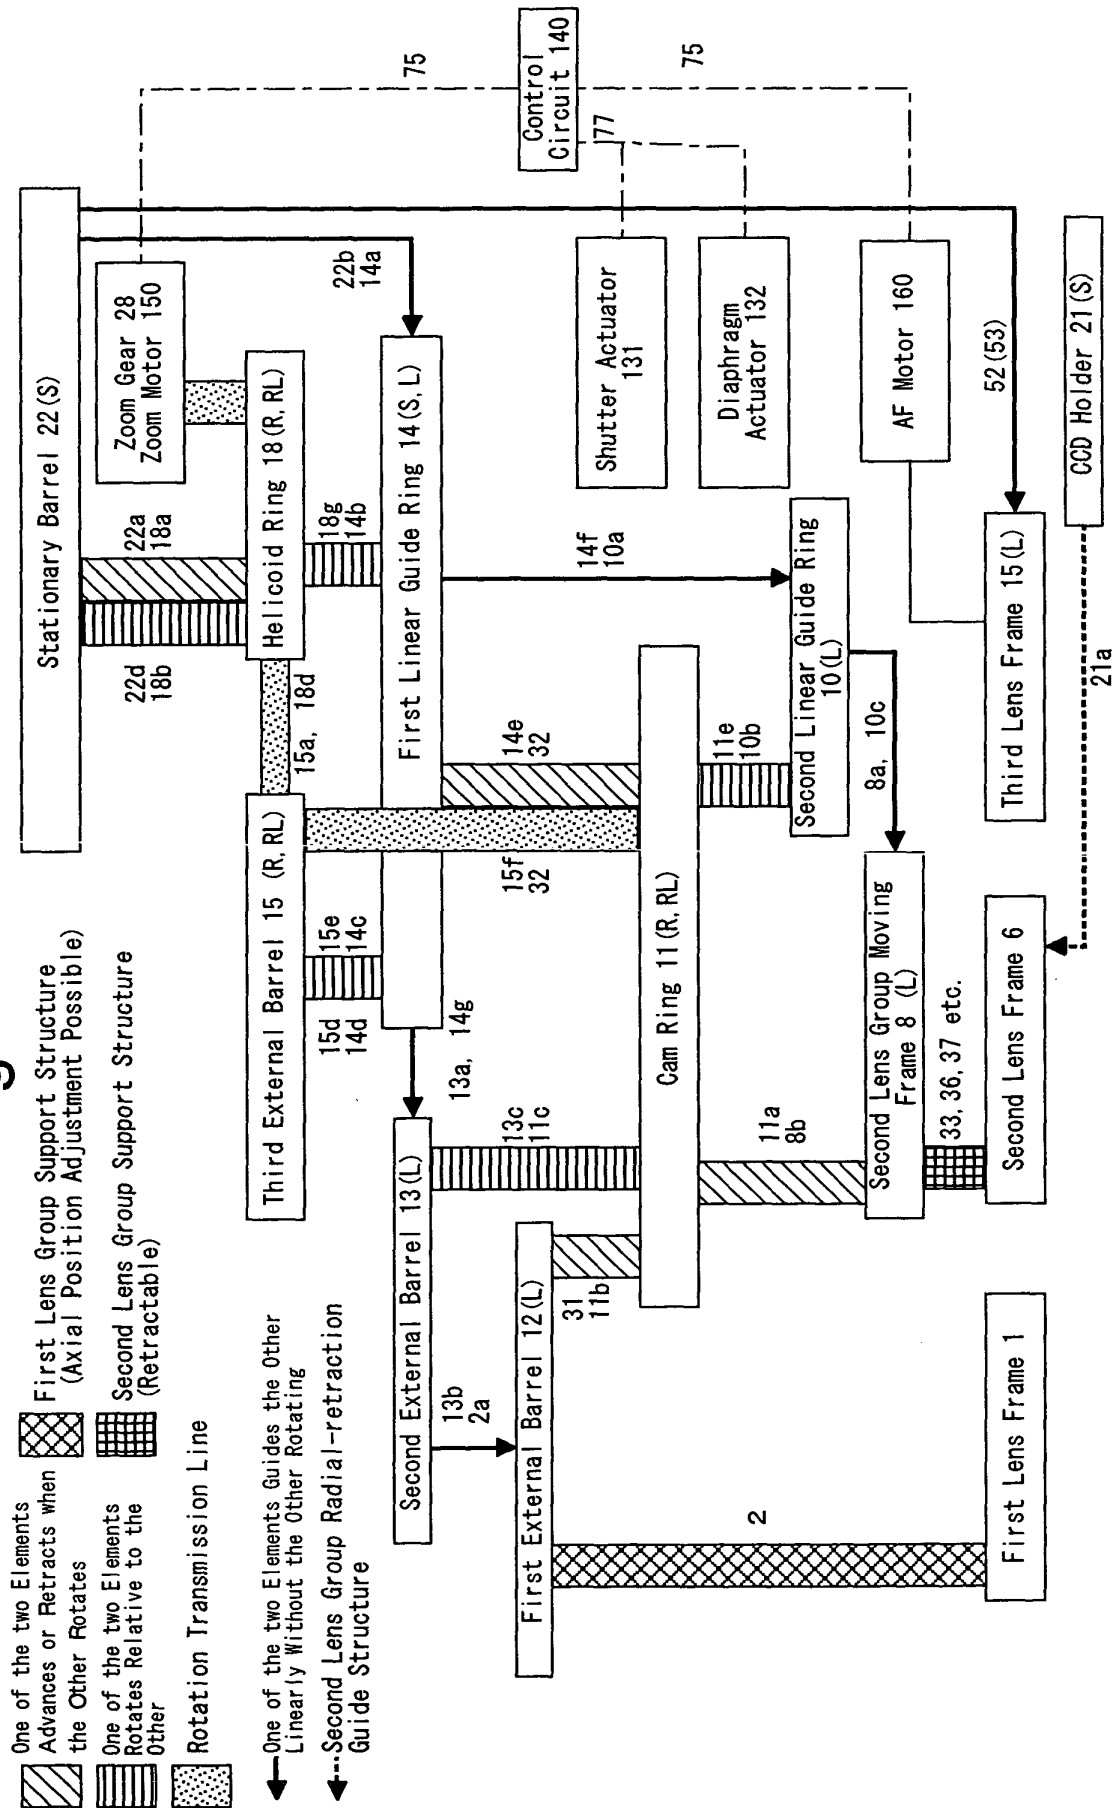 One of the two Elements
Advances or Retracts when
the Other Rotates
One of the two Elements
Rotates Relative to the
Other
Rotation Transmission Line
One of the two Elements Guides the Other
Linearly Without the Other Rotating
Second Lens Group Radial-retraction
Guide Structure
First Lens Group Support Structure
(Axial Position Adjustment Possible)
Second Lens Group Support Structure
(Retractable)
Stationary Barrel 22(S)
Zoom Gear 28
Zoom Motor 150
75
Control
Circuit 140
75
77
22d
18b
22a
18a
22b
14a
Third External Barrel 15 (R, RL)
15a, 18d
Helicoid Ring 18(R, RL)
15d
14d
15e
14c
18g
14b
First Linear Guide Ring 14(S, L)
13a, 14g
Second External Barrel 13(L)
13b
2a
13c
11c
15f
32
14e
32
14f
10a
Shutter Actuator
131
First External Barrel 12(L)
31
11b
Cam Ring 11(R, RL)
11a
8b
11e
10b
Second Linear Guide Ring
10(L)
Diaphragm
Actuator 132
8a, 10c
Second Lens Group Moving
Frame 8 (L)
33, 36, 37 etc.
AF Motor 160
52(53)
2
First Lens Frame 1
Second Lens Frame 6
Third Lens Frame 15(L)
CCD Holder 21(S)
21a